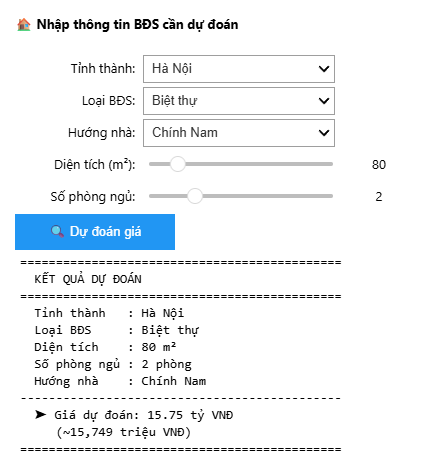 🏠 Nhập thông tin BĐS cần dự đoán
Tỉnh thành: Hà Nội
Loại BĐS: Biệt thự
Hướng nhà: Chính Nam
Diện tích (m²): 80
Số phòng ngủ: 2
🔍 Dự đoán giá
=============================================
KẾT QUẢ DỰ ĐOÁN
=============================================
Tỉnh thành : Hà Nội
Loại BĐS : Biệt thự
Diện tích : 80 m²
Số phòng ngủ : 2 phòng
Hướng nhà : Chính Nam
---------------------------------------------
➤ Giá dự đoán: 15.75 tỷ VNĐ
(~15,749 triệu VNĐ)
=============================================